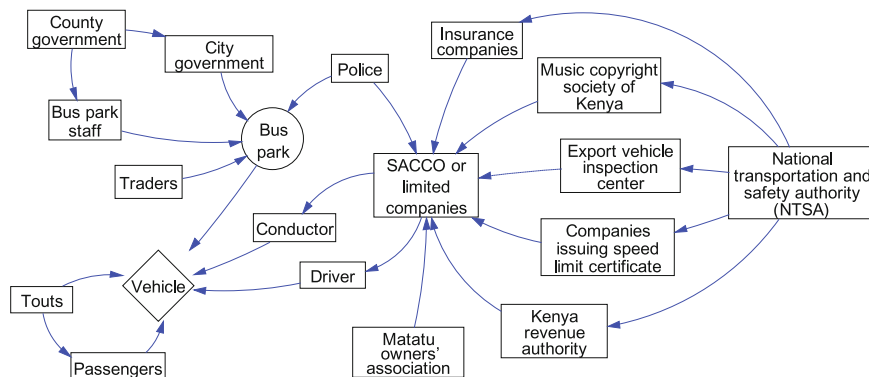 County
government
City
government
Police
Insurance
companies
Music copyright
society of
Kenya
Bus park
staff
Bus
park
Traders
SACCO or
limited
companies
Export vehicle
inspection
center
National
transportation and
safety authority
(NTSA)
Conductor
Companies
issuing speed
limit certificate
Vehicle
Driver
Touts
Passengers
Matatu
owners'
association
Kenya
revenue
authority